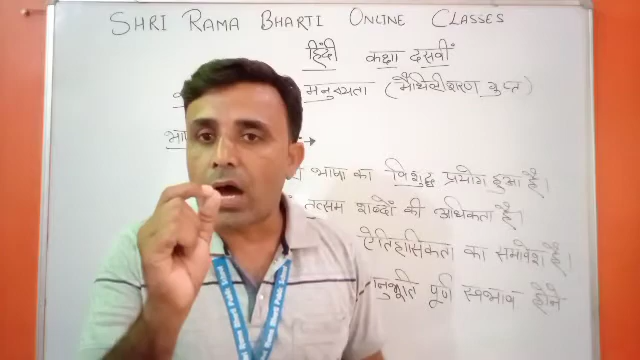 SHRI RAMA BHARTI ONLINE CLASSES
हिंदी कक्षा दसवीं
मनुष्यता (मैथिलीशरण गुप्त)
भाषा का विशुद्ध प्रयोग हुआ है।
तत्सम शब्दों की अधिकता है।
ऐतिहासिकता का समावेश है।
पूर्ण स्वभाव होने